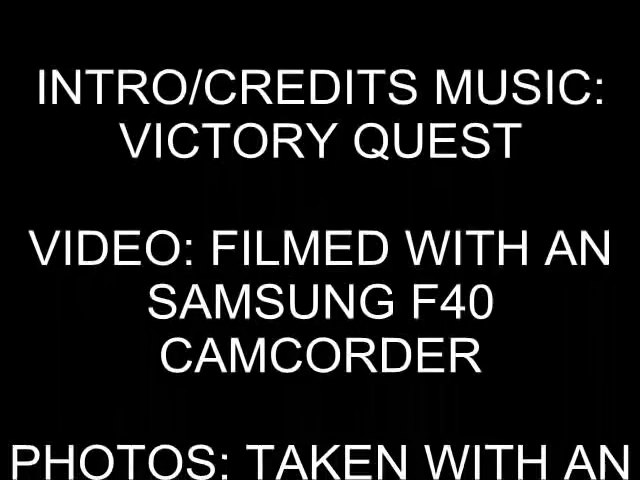 INTRO/CREDITS MUSIC:
VICTORY QUEST
VIDEO: FILMED WITH AN
SAMSUNG F40
CAMCORDER
PHOTOS: TAKEN WITH AN